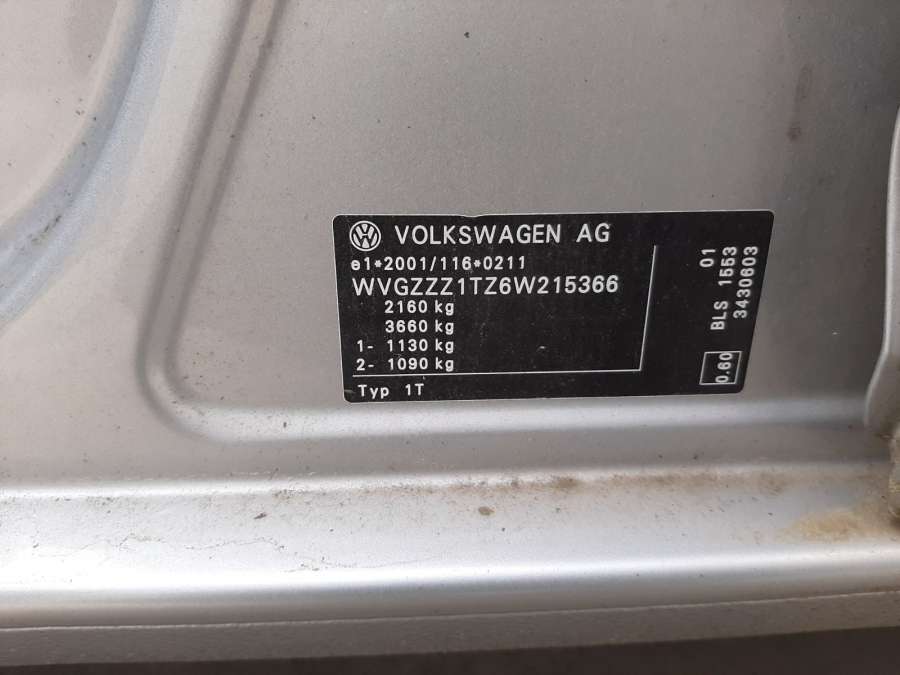 VOLKSWAGEN AG
e1*2001/116*0211
WVGZZZ1TZ6W215366
2160 kg
3660 kg
1- 1130 kg
2- 1090 kg
Typ 1T
01
BLS 1553
3430603
0.60